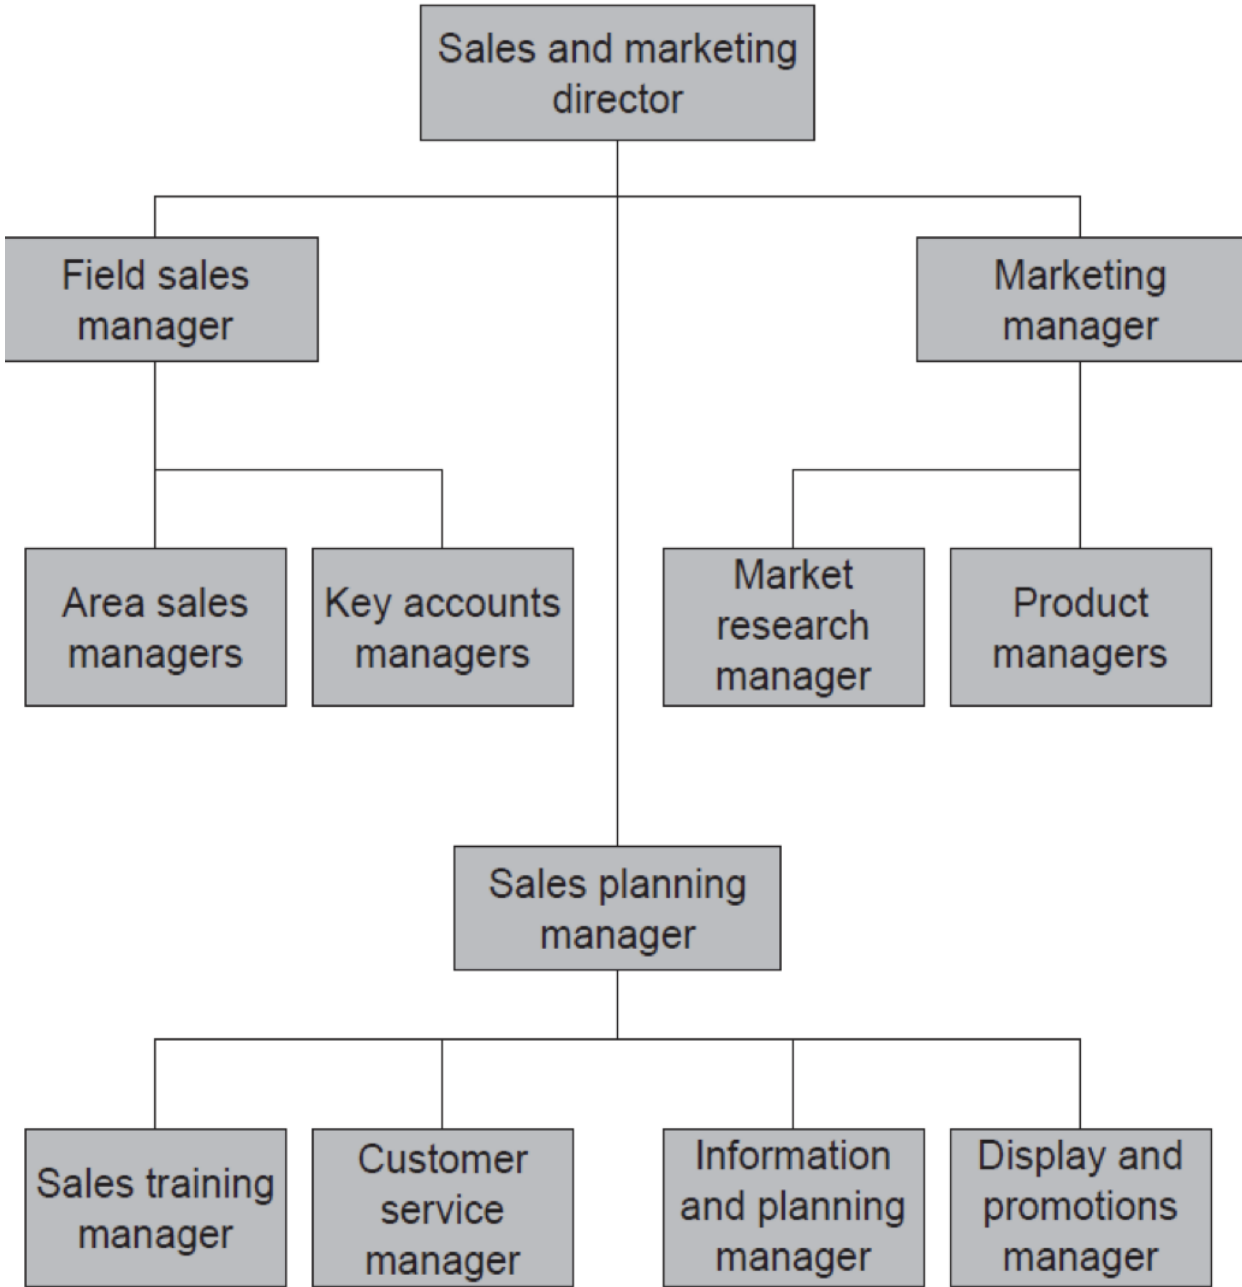 Sales and marketing
director
Field sales
manager
Marketing
manager
Area sales
managers
Key accounts
managers
Market
research
manager
Product
managers
Sales planning
manager
Sales training
manager
Customer
service
manager
Information
and planning
manager
Display and
promotions
manager